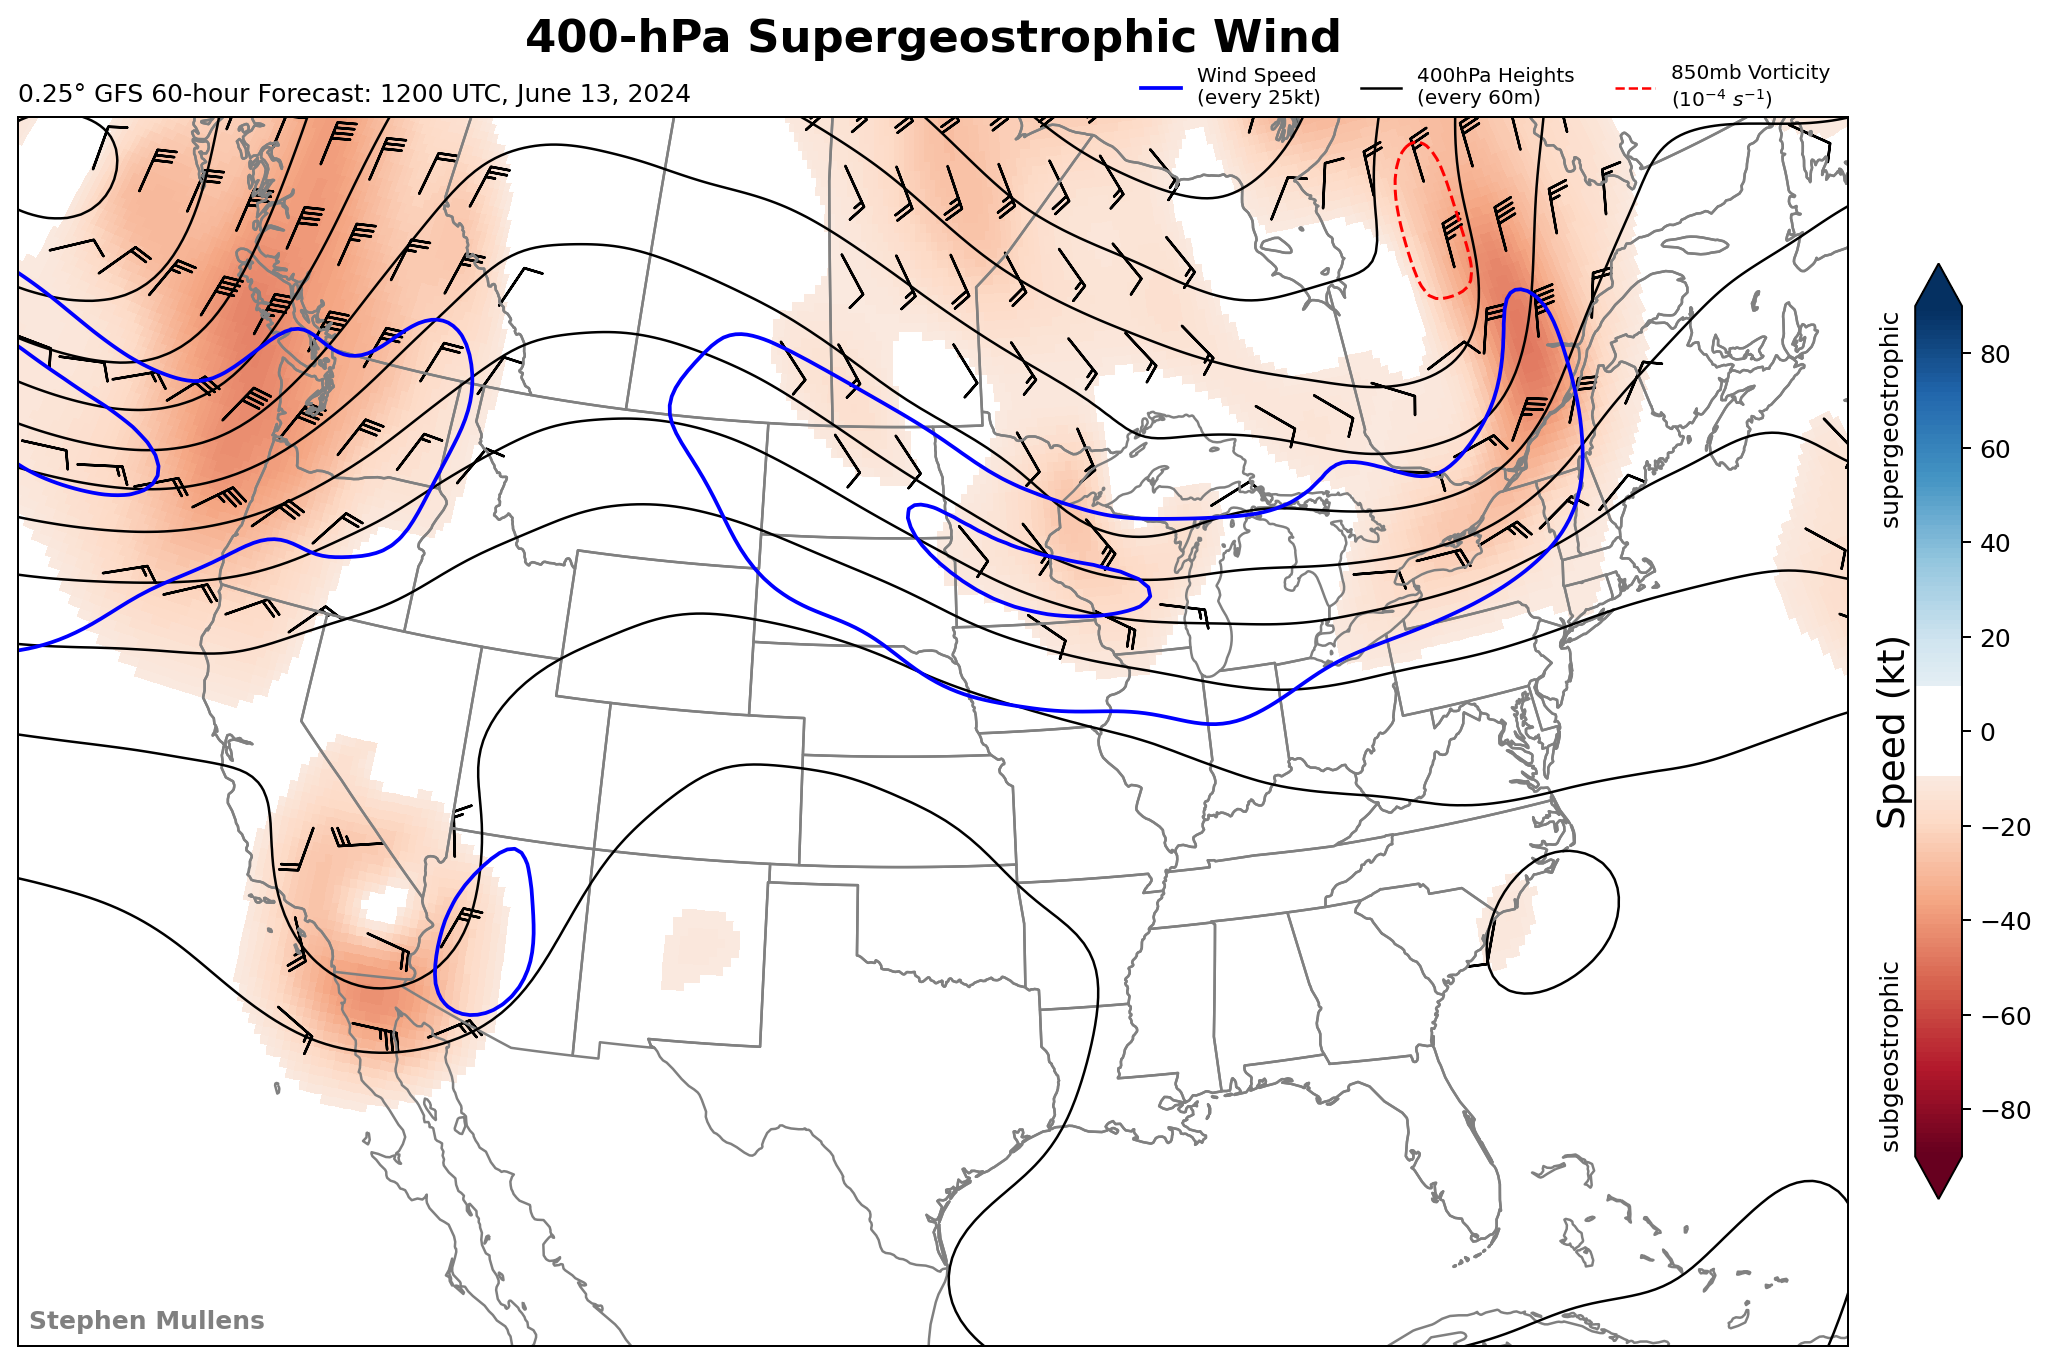 400-hPa Supergeostrophic Wind
0.25° GFS 60-hour Forecast: 1200 UTC, June 13, 2024
Wind Speed
(every 25kt)
400hPa Heights
(every 60m)
850mb Vorticity
(10⁻⁴ s⁻¹)
supergeostrophic
Speed (kt)
subgeostrophic
80
60
40
20
0
−20
−40
−60
−80
Stephen Mullens